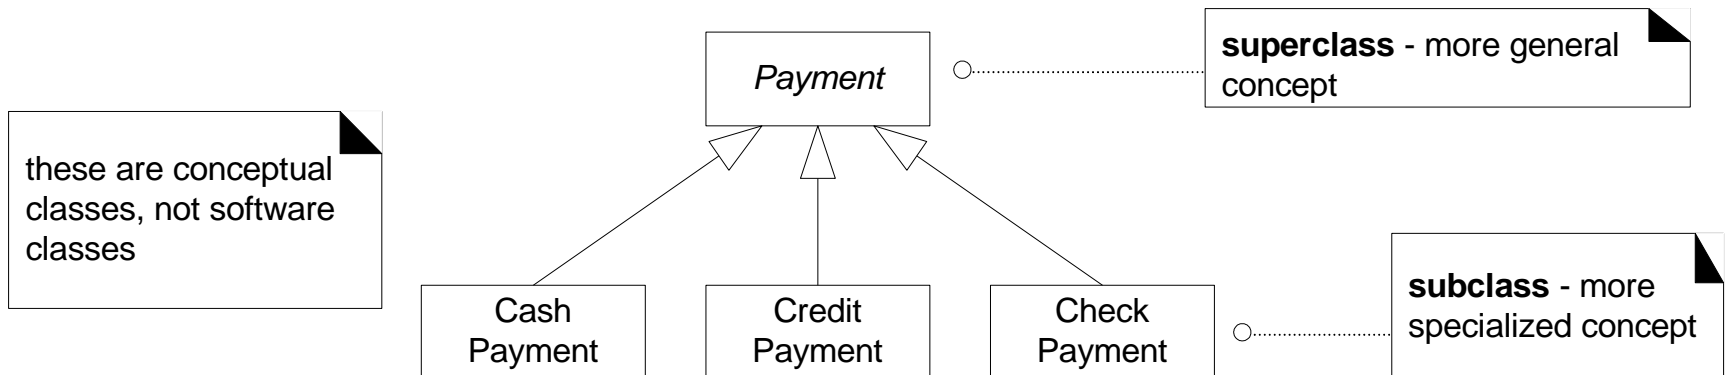 Payment
superclass - more general
concept
these are conceptual
classes, not software
classes
Cash
Payment
Credit
Payment
Check
Payment
subclass - more
specialized concept